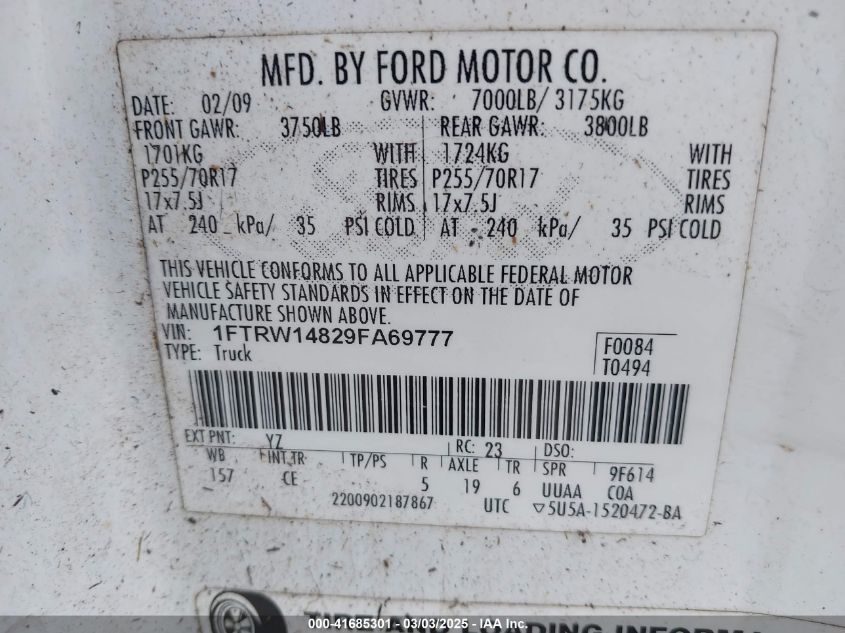 MFD. BY FORD MOTOR CO.
DATE: 02/09 GVWR: 7000LB/ 3175KG
FRONT GAWR: 3750LB REAR GAWR: 3800LB
1701KG WITH 1724KG WITH
P255/70R17 TIRES P255/70R17 TIRES
17x7.5J RIMS 17x7.5J RIMS
AT 240 kPa/ 35 PSI COLD AT 240 kPa/ 35 PSI COLD
THIS VEHICLE CONFORMS TO ALL APPLICABLE FEDERAL MOTOR
VEHICLE SAFETY STANDARDS IN EFFECT ON THE DATE OF
MANUFACTURE SHOWN ABOVE.
VIN: 1FTRW14829FA69777 F0084
TYPE: Truck T0494
EXT PNT: YZ RC: 23 DSO:
WB INT TR TP/PS R AXLE TR SPR 9F614
157 CE 5 19 6 UUAA COA
2200902187867 UTC ▽5U5A-1520472-BA
TIRE AND LOADING INFORMA
000-41685301 - 03/03/2025 - IAA Inc.